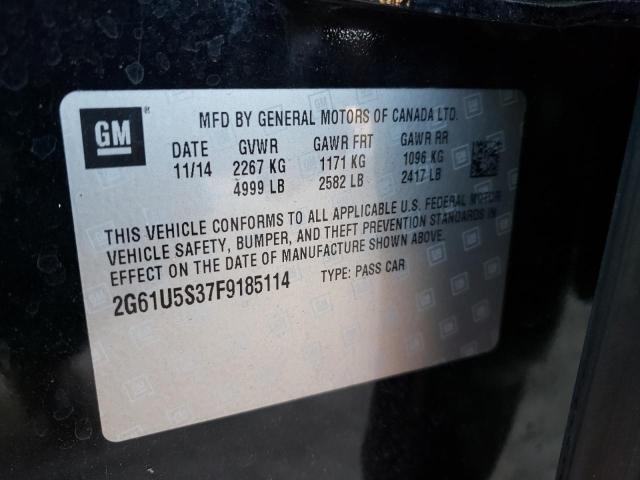 GM ®
MFD BY GENERAL MOTORS OF CANADA LTD.
DATE GVWR GAWR FRT GAWR RR
11/14 2267 KG 1171 KG 1096 KG
4999 LB 2582 LB 2417 LB
THIS VEHICLE CONFORMS TO ALL APPLICABLE U.S. FEDERAL MOTOR
VEHICLE SAFETY, BUMPER, AND THEFT PREVENTION STANDARDS IN
EFFECT ON THE DATE OF MANUFACTURE SHOWN ABOVE.
2G61U5S37F9185114 TYPE: PASS CAR